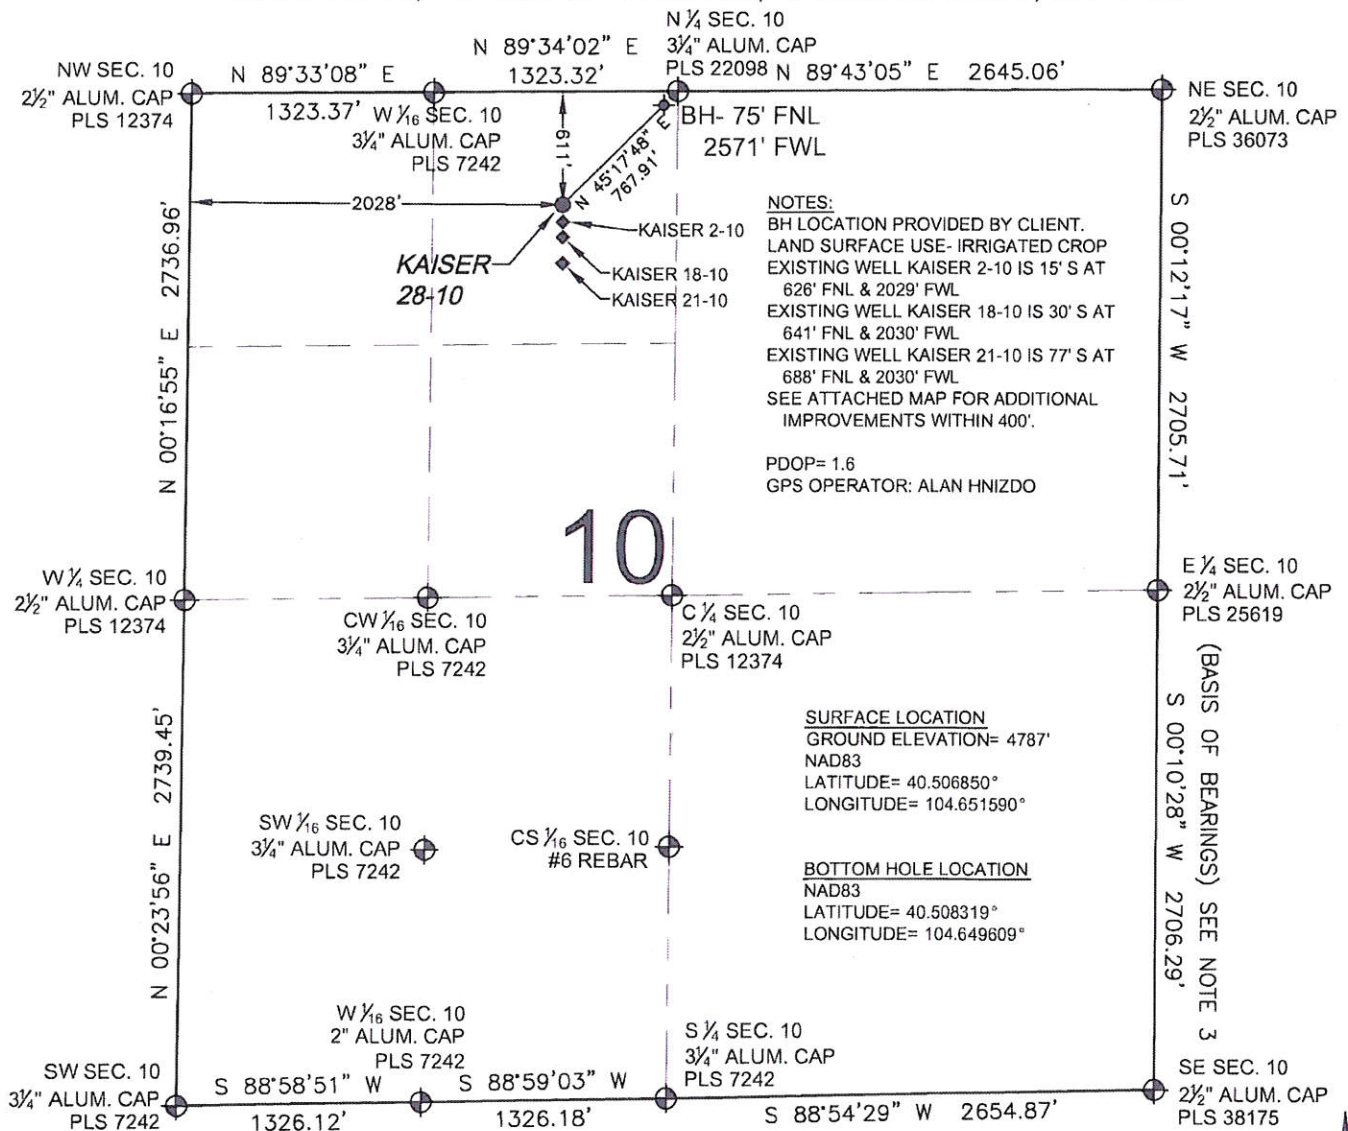 N ¼ SEC. 10
3¼" ALUM. CAP
PLS 22098
N 89°34'02" E
1323.32'
NW SEC. 10
2½" ALUM. CAP
PLS 12374
N 89°33'08" E
1323.37'
W 1⁄16 SEC. 10
3¼" ALUM. CAP
PLS 7242
N 89°43'05" E 2645.06'
NE SEC. 10
2½" ALUM. CAP
PLS 36073
BH- 75' FNL
2571' FWL
611'
N 45°17'48" E
767.91'
2028'
KAISER
28-10
KAISER 2-10
KAISER 18-10
KAISER 21-10
NOTES:
BH LOCATION PROVIDED BY CLIENT.
LAND SURFACE USE- IRRIGATED CROP
EXISTING WELL KAISER 2-10 IS 15' S AT
626' FNL & 2029' FWL
EXISTING WELL KAISER 18-10 IS 30' S AT
641' FNL & 2030' FWL
EXISTING WELL KAISER 21-10 IS 77' S AT
688' FNL & 2030' FWL
SEE ATTACHED MAP FOR ADDITIONAL
IMPROVEMENTS WITHIN 400'.
PDOP= 1.6
GPS OPERATOR: ALAN HNIZDO
N 00°16'55" E 2736.96'
S 00°12'17" W 2705.71'
10
W ¼ SEC. 10
2½" ALUM. CAP
PLS 12374
CW 1⁄16 SEC. 10
3¼" ALUM. CAP
PLS 7242
C ¼ SEC. 10
2½" ALUM. CAP
PLS 12374
E ¼ SEC. 10
2½" ALUM. CAP
PLS 25619
N 00°23'56" E 2739.45'
S 00°10'28" W 2706.29'
(BASIS OF BEARINGS) SEE NOTE 3
SW 1⁄16 SEC. 10
3¼" ALUM. CAP
PLS 7242
CS 1⁄16 SEC. 10
#6 REBAR
SURFACE LOCATION
GROUND ELEVATION= 4787'
NAD83
LATITUDE= 40.506850°
LONGITUDE= 104.651590°
BOTTOM HOLE LOCATION
NAD83
LATITUDE= 40.508319°
LONGITUDE= 104.649609°
W 1⁄16 SEC. 10
2" ALUM. CAP
PLS 7242
S ¼ SEC. 10
3¼" ALUM. CAP
PLS 7242
SW SEC. 10
3¼" ALUM. CAP
PLS 7242
S 88°58'51" W
1326.12'
S 88°59'03" W
1326.18'
S 88°54'29" W 2654.87'
SE SEC. 10
2½" ALUM. CAP
PLS 38175